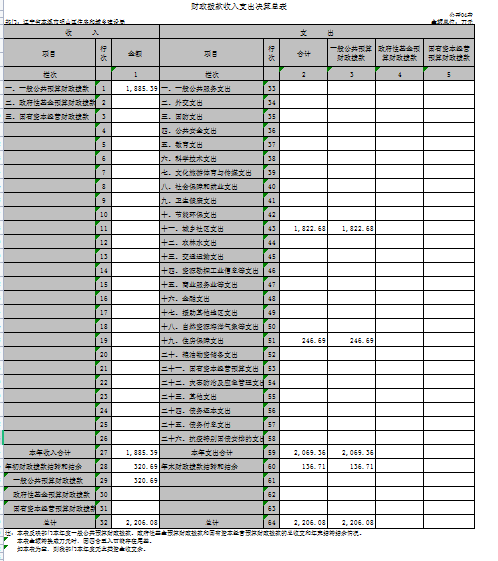 财政拨款收入支出决算总表
公开04表
金额单位：万元
收 入 支 出
项目 行次 金额 项目 行次 合计 一般公共预算财政拨款 政府性基金预算财政拨款 国有资本经营预算财政拨款
栏次 1 栏次 2 3 4 5
一、一般公共预算财政拨款 1 1,885.39 一、一般公共服务支出 33
二、政府性基金预算财政拨款 2 二、外交支出 34
三、国有资本经营财政拨款 3 三、国防支出 35
4 四、公共安全支出 36
5 五、教育支出 37
6 六、科学技术支出 38
7 七、文化旅游体育与传媒支出 39
8 八、社会保障和就业支出 40
9 九、卫生健康支出 41
10 十、节能环保支出 42
11 十一、城乡社区支出 43 1,822.68 1,822.68
12 十二、农林水支出 44
13 十三、交通运输支出 45
14 十四、资源勘探工业信息等支出 46
15 十五、商业服务业等支出 47
16 十六、金融支出 48
17 十七、援助其他地区支出 49
18 十八、自然资源海洋气象等支出 50
19 十九、住房保障支出 51 246.69 246.69
20 二十、粮油物资储备支出 52
21 二十一、国有资本经营预算支出 53
22 二十二、灾害防治及应急管理支出 54
23 二十三、其他支出 55
24 二十四、债务还本支出 56
25 二十五、债务付息支出 57
26 二十六、抗疫特别国债安排的支出 58
本年收入合计 27 1,885.39 本年支出合计 59 2,069.36 2,069.36
年初财政拨款结转和结余 28 320.69 年末财政拨款结转和结余 60 136.71 136.71
一般公共预算财政拨款 29 320.69 61
政府性基金预算财政拨款 30 62
国有资本经营预算财政拨款 31 63
总计 32 2,206.08 总计 64 2,206.08 2,206.08
注：本表反映部门本年度一般公共预算财政拨款、政府性基金预算财政拨款和国有资本经营预算财政拨款的总收支和年末结转结余情况。
本表金额转换成万元时，因四舍五入可能存在尾差。
如本表为空，则我部门本年度无此类资金收支余。